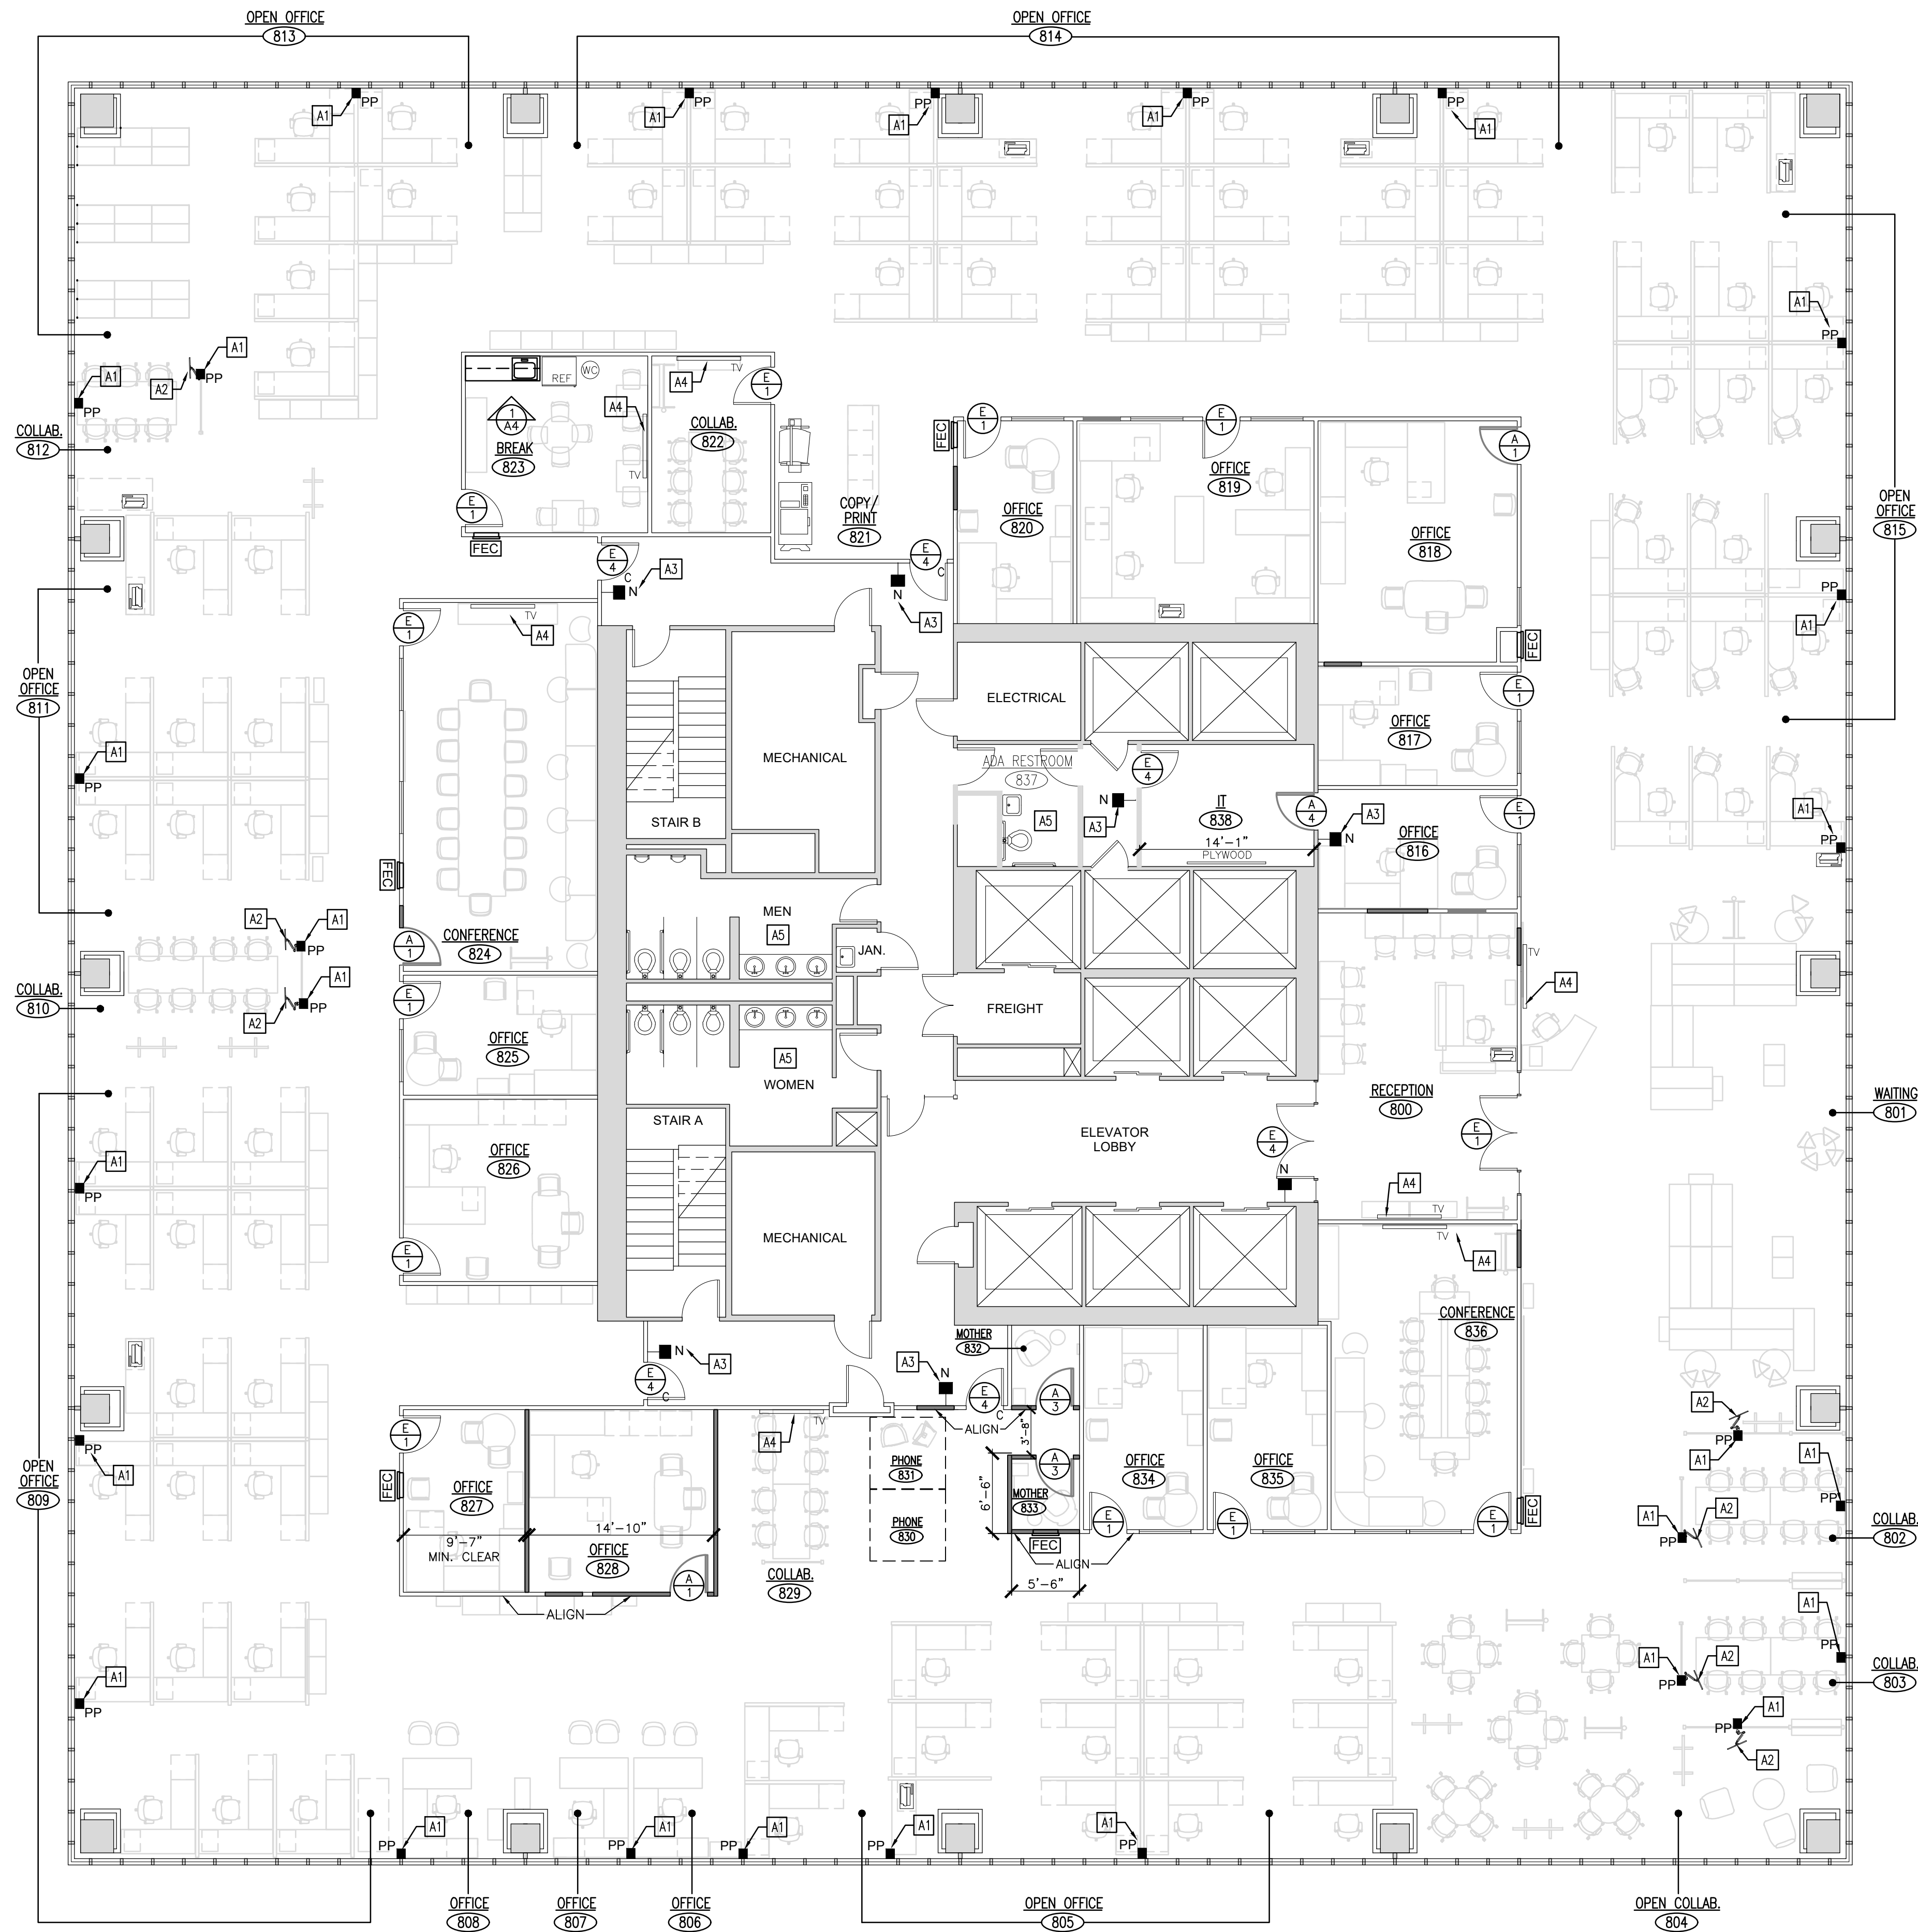 OPEN OFFICE
813
OPEN OFFICE
814
A1
PP
A1
PP
PP
A1
A1
PP
PP
A1
A1
PP
A1
PP
A2
A1
PP
COLLAB.
812
REF
WC
1
A4
BREAK
823
A4
TV
A4
TV
COLLAB.
822
E
1
E
1
FEC
COPY/
PRINT
821
FEC
E
1
E
1
OFFICE
820
OFFICE
819
A
1
OFFICE
818
OPEN
OFFICE
815
E
4
C
N
A3
E
4
C
N
A3
A1
PP
FEC
E
1
TV
A4
OPEN
OFFICE
811
A1
PP
ELECTRICAL
MECHANICAL
STAIR B
ADA RESTROOM
837
A5
N
A3
E
4
IT
838
14'-1"
PLYWOOD
A
4
A3
N
E
1
OFFICE
817
E
1
OFFICE
816
A1
PP
FEC
A2
A1
PP
A1
PP
A2
COLLAB.
810
A
1
CONFERENCE
824
E
1
OFFICE
825
MEN
A5
JAN.
A5
WOMEN
FREIGHT
TV
A4
RECEPTION
800
WAITING
801
OFFICE
826
E
1
STAIR A
ELEVATOR
LOBBY
E
4
N
E
1
A4
TV
A1
PP
MECHANICAL
TV
A4
CONFERENCE
836
MOTHER
832
N
A3
E
4
C
A3
N
E
4
C
A
3
ALIGN
3'-8"
A
3
6'-6"
MOTHER
833
FEC
5'-6"
ALIGN
PHONE
831
PHONE
830
OFFICE
834
E
1
OFFICE
835
E
1
E
1
FEC
A2
PP
A1
A1
PP
A1
PP
A2
COLLAB.
802
OPEN
OFFICE
809
PP
A1
E
1
FEC
OFFICE
827
9'-7"
MIN. CLEAR
14'-10"
OFFICE
828
A
1
ALIGN
A4
TV
COLLAB.
829
A1
PP
A1
PP
A2
COLLAB.
803
A1
PP
A2
A1
PP
PP
A1
PP
A1
PP
A1
PP
A1
A1
PP
OFFICE
808
OFFICE
807
OFFICE
806
OPEN OFFICE
805
OPEN COLLAB.
804